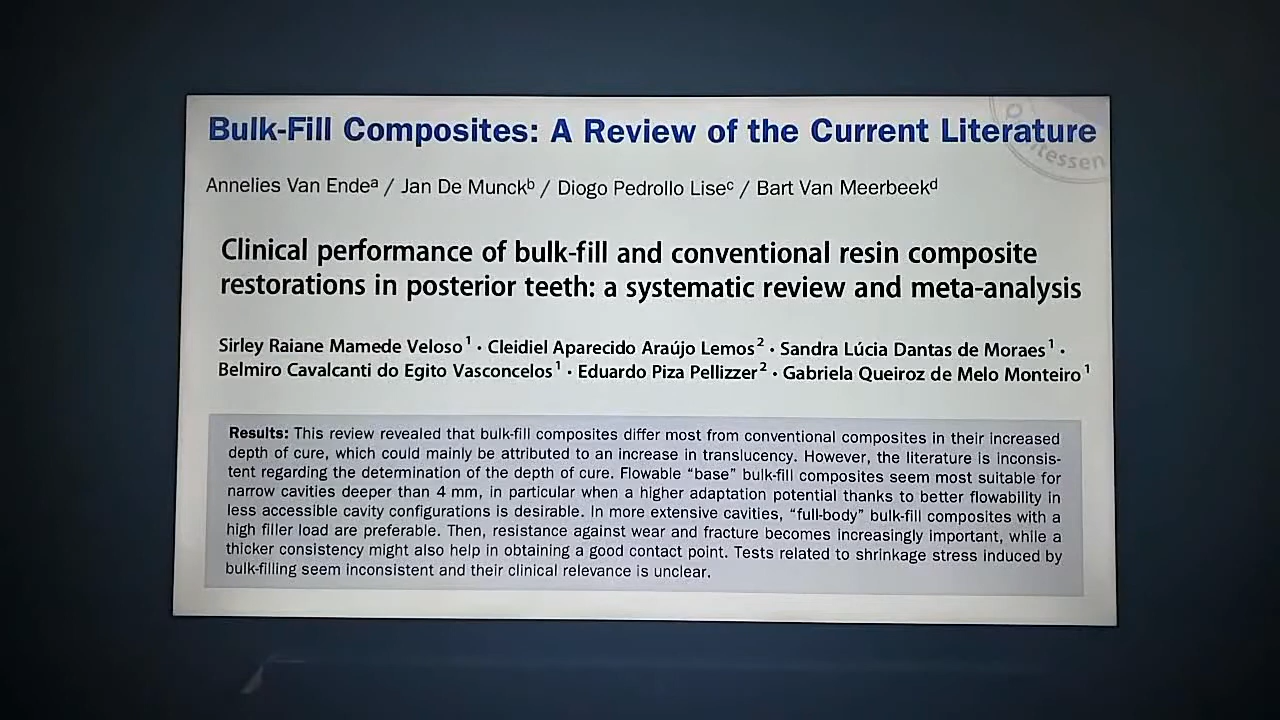 Bulk-Fill Composites: A Review of the Current Literature
Annelies Van Endeᵃ / Jan De Munckᵇ / Diogo Pedrollo Liseᶜ / Bart Van Meerbeekᵈ
Clinical performance of bulk-fill and conventional resin composite
restorations in posterior teeth: a systematic review and meta-analysis
Sirley Raiane Mamede Veloso¹ · Cleidiel Aparecido Araújo Lemos² · Sandra Lúcia Dantas de Moraes¹ ·
Belmiro Cavalcanti do Egito Vasconcelos¹ · Eduardo Piza Pellizzer² · Gabriela Queiroz de Melo Monteiro¹
Results: This review revealed that bulk-fill composites differ most from conventional composites in their increased
depth of cure, which could mainly be attributed to an increase in translucency. However, the literature is inconsis-
tent regarding the determination of the depth of cure. Flowable “base” bulk-fill composites seem most suitable for
narrow cavities deeper than 4 mm, in particular when a higher adaptation potential thanks to better flowability in
less accessible cavity configurations is desirable. In more extensive cavities, “full-body” bulk-fill composites with a
high filler load are preferable. Then, resistance against wear and fracture becomes increasingly important, while a
thicker consistency might also help in obtaining a good contact point. Tests related to shrinkage stress induced by
bulk-filling seem inconsistent and their clinical relevance is unclear.